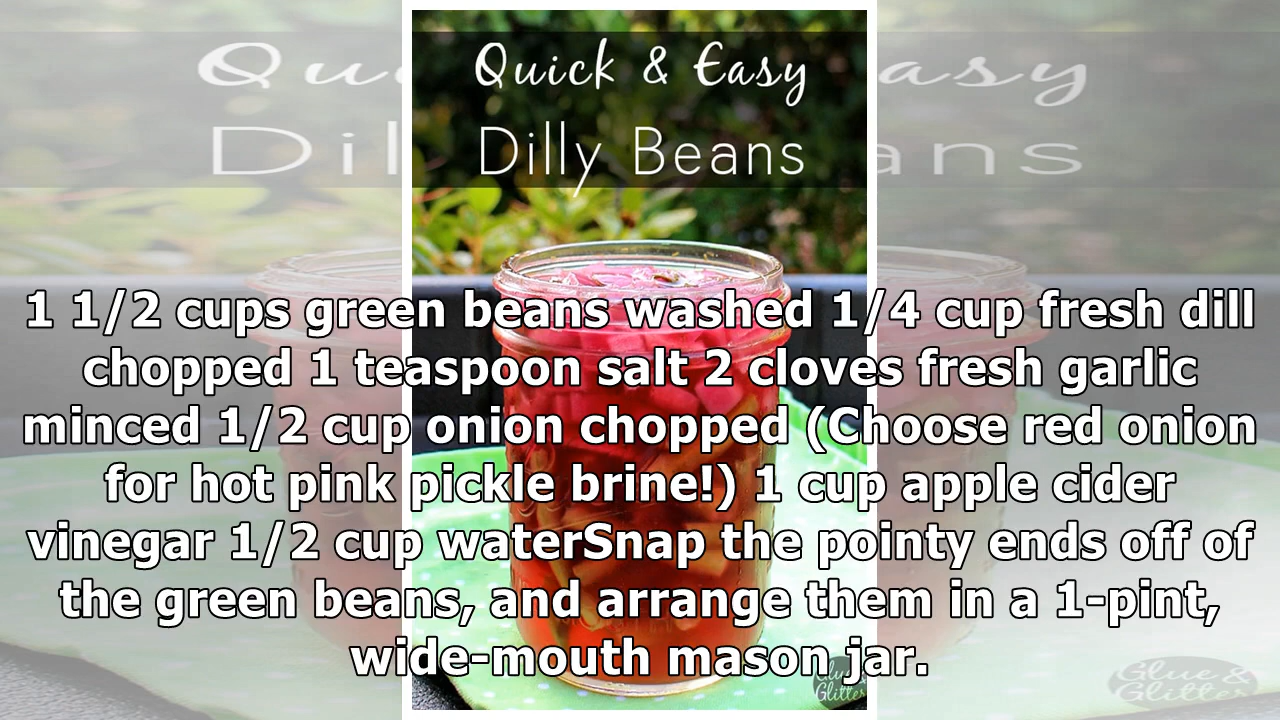 Quick & Easy
Dilly Beans
1 1/2 cups green beans washed 1/4 cup fresh dill
chopped 1 teaspoon salt 2 cloves fresh garlic
minced 1/2 cup onion chopped (Choose red onion
for hot pink pickle brine!) 1 cup apple cider
vinegar 1/2 cup waterSnap the pointy ends off of
the green beans, and arrange them in a 1-pint,
wide-mouth mason jar.
Glue &
Glitter